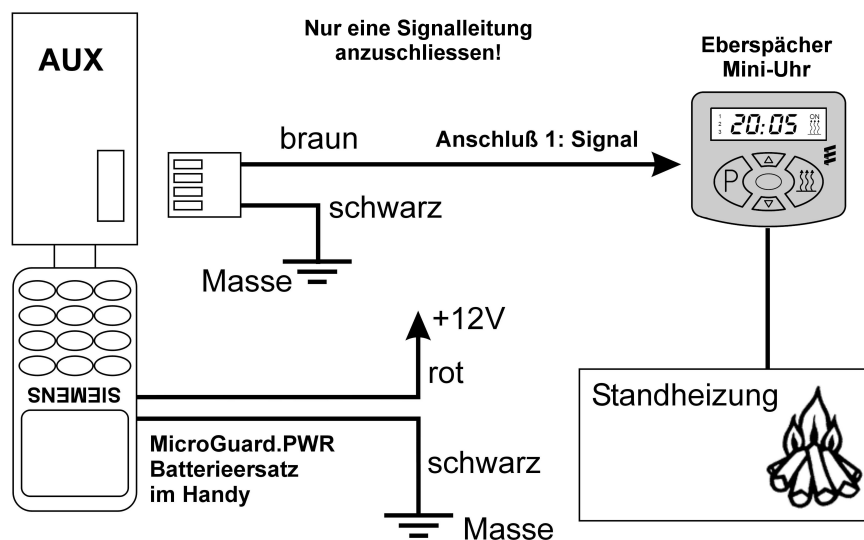 Nur eine Signalleitung
anzuschliessen!
AUX
Eberspächer
Mini-Uhr
1
2
3
20:05
ON
P
braun
Anschluß 1: Signal
schwarz
Masse
+12V
rot
SIEMENS
MicroGuard.PWR
Batterieersatz
im Handy
schwarz
Masse
Standheizung